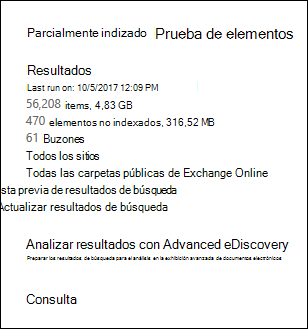 Parcialmente indizado Prueba de elementos
Resultados
Last run on: 10/5/2017 12:09 PM
56,208 items, 4,83 GB
470 elementos no indexados, 316,52 MB
61 Buzones
Todos los sitios
Todas las carpetas públicas de Exchange Online
sta previa de resultados de búsqueda
Actualizar resultados de búsqueda
Analizar resultados con Advanced eDiscovery
Preparar los resultados de búsqueda para el análisis en la exhibición avanzada de documentos electrónicos
Consulta